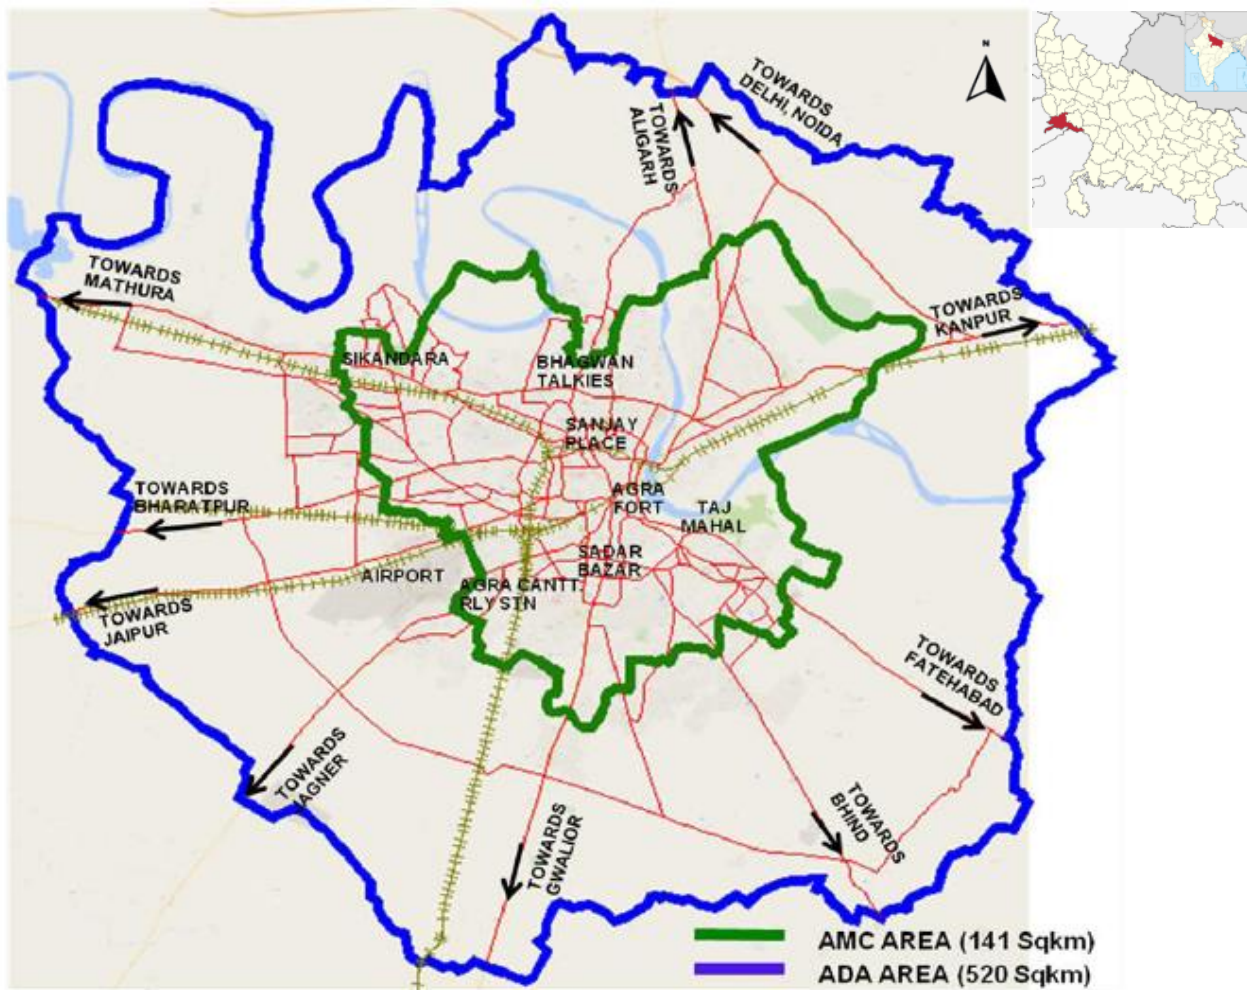 N
TOWARDS
DELHI, NOIDA
TOWARDS
ALIGARH
TOWARDS
MATHURA
TOWARDS
KANPUR
SIKANDARA
BHAGWAN
TALKIES
SANJAY
PLACE
TOWARDS
BHARATPUR
AGRA
FORT
TAJ
MAHAL
SADAR
BAZAR
AIRPORT
AGRA CANTT.
RLY STN
TOWARDS
JAIPUR
TOWARDS
FATEHABAD
TOWARDS
JAGNER
TOWARDS
GWALIOR
TOWARDS
BHIND
AMC AREA (141 Sqkm)
ADA AREA (520 Sqkm)